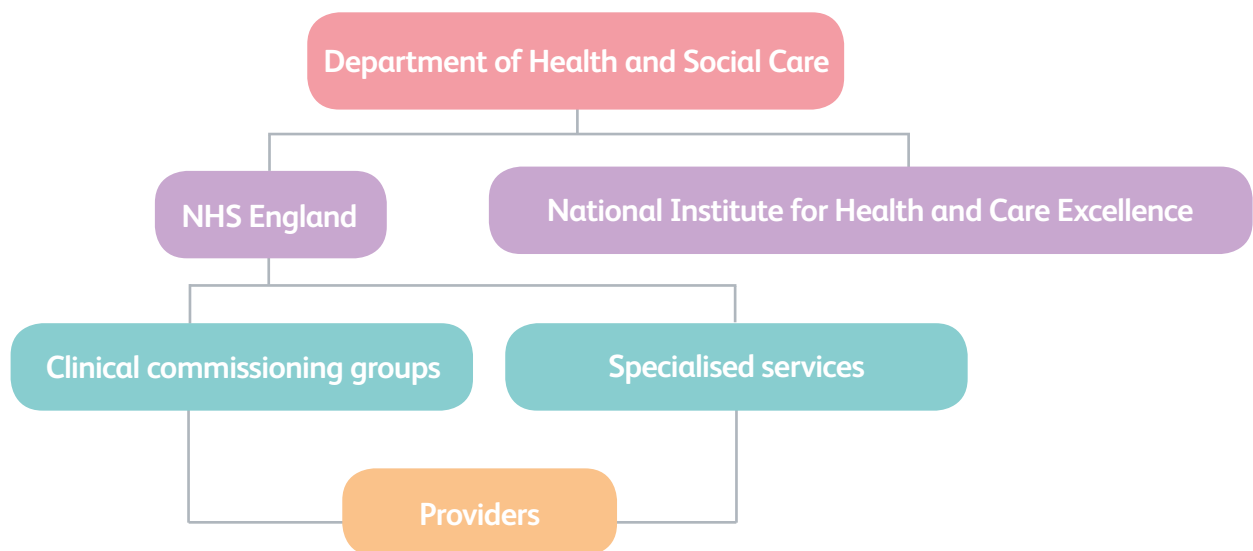 Department of Health and Social Care
NHS England
National Institute for Health and Care Excellence
Clinical commissioning groups
Specialised services
Providers